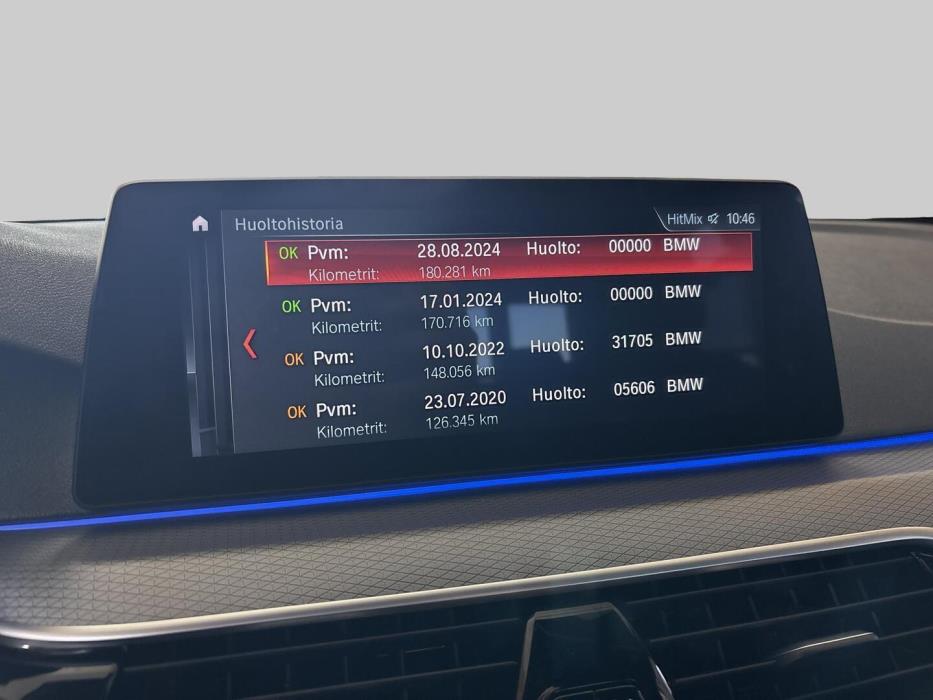 Huoltohistoria HitMix 10:46
OK Pvm: 28.08.2024 Huolto: 00000 BMW
Kilometrit: 180.281 km
OK Pvm: 17.01.2024 Huolto: 00000 BMW
Kilometrit: 170.716 km
OK Pvm: 10.10.2022 Huolto: 31705 BMW
Kilometrit: 148.056 km
OK Pvm: 23.07.2020 Huolto: 05606 BMW
Kilometrit: 126.345 km